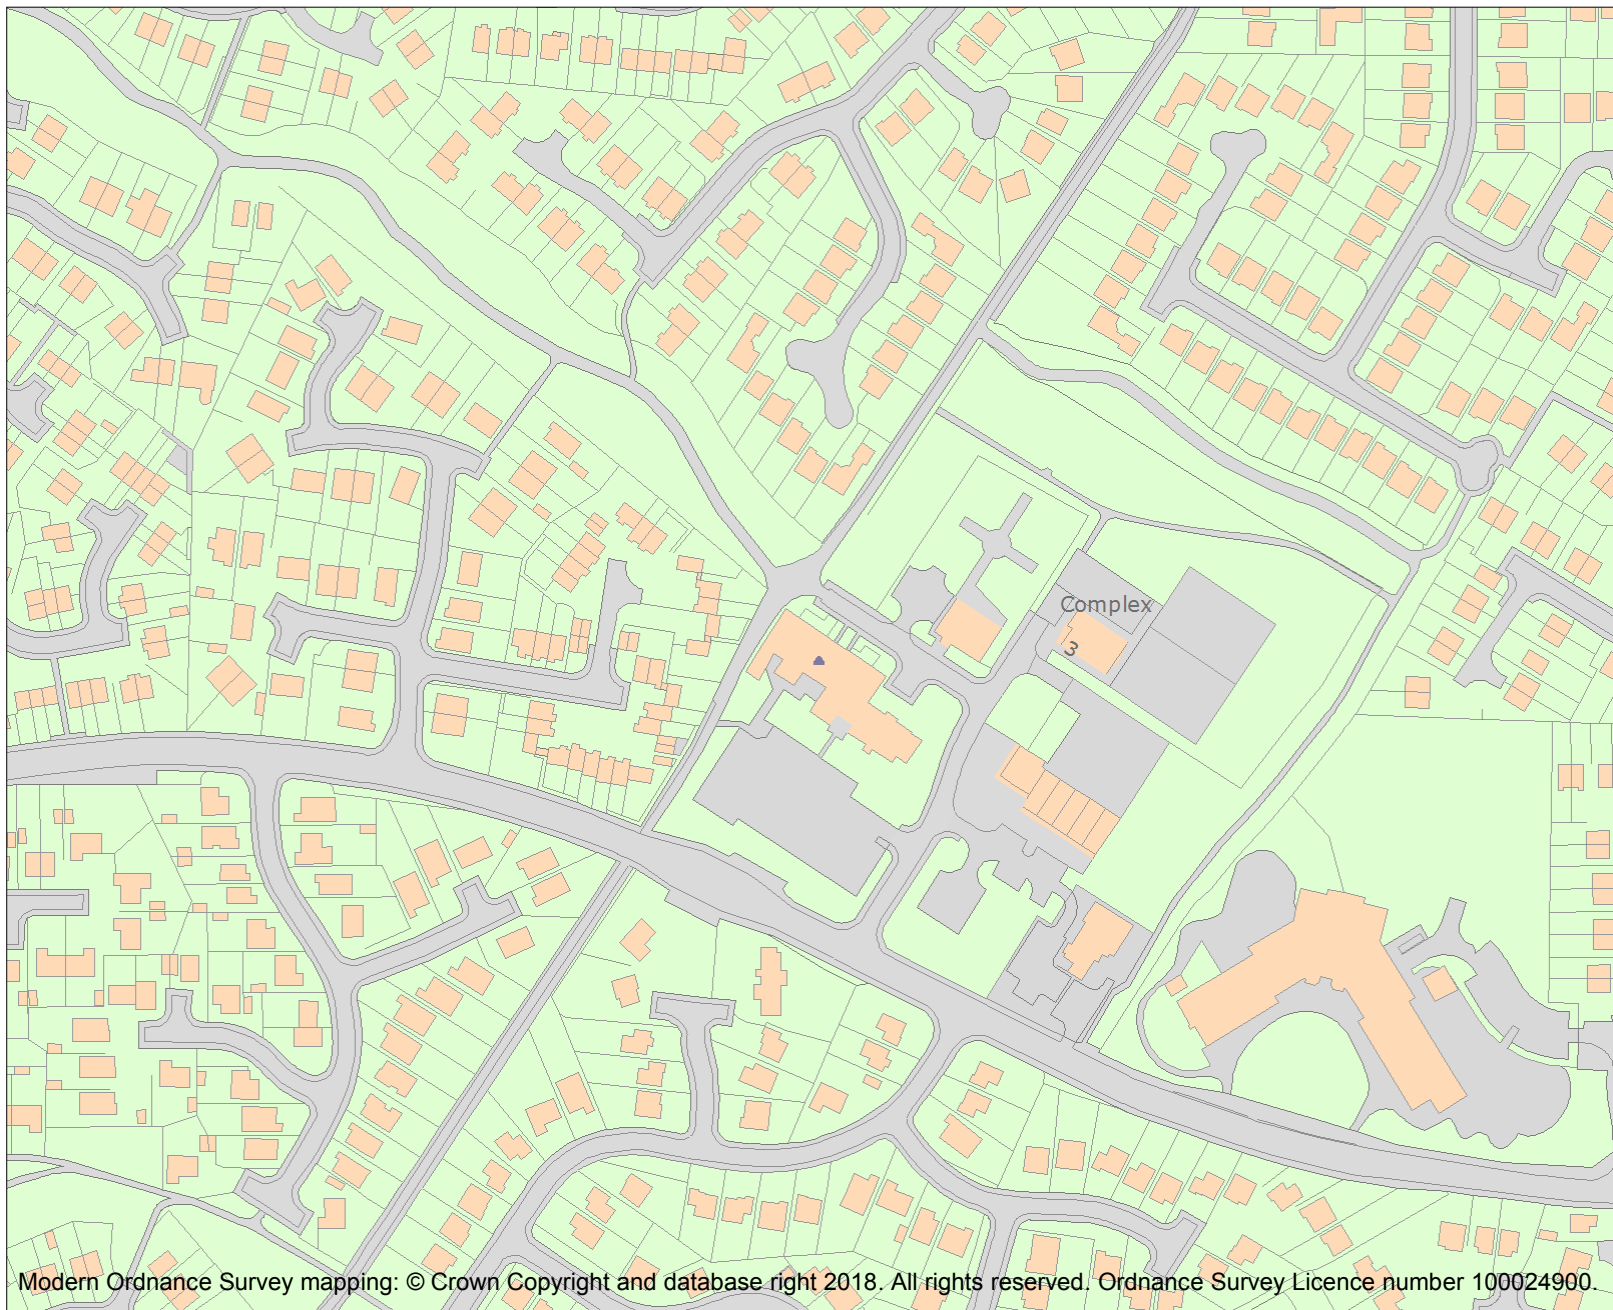 Complex
3
Modern Ordnance Survey mapping: © Crown Copyright and database right 2018. All rights reserved. Ordnance Survey Licence number 100024900.